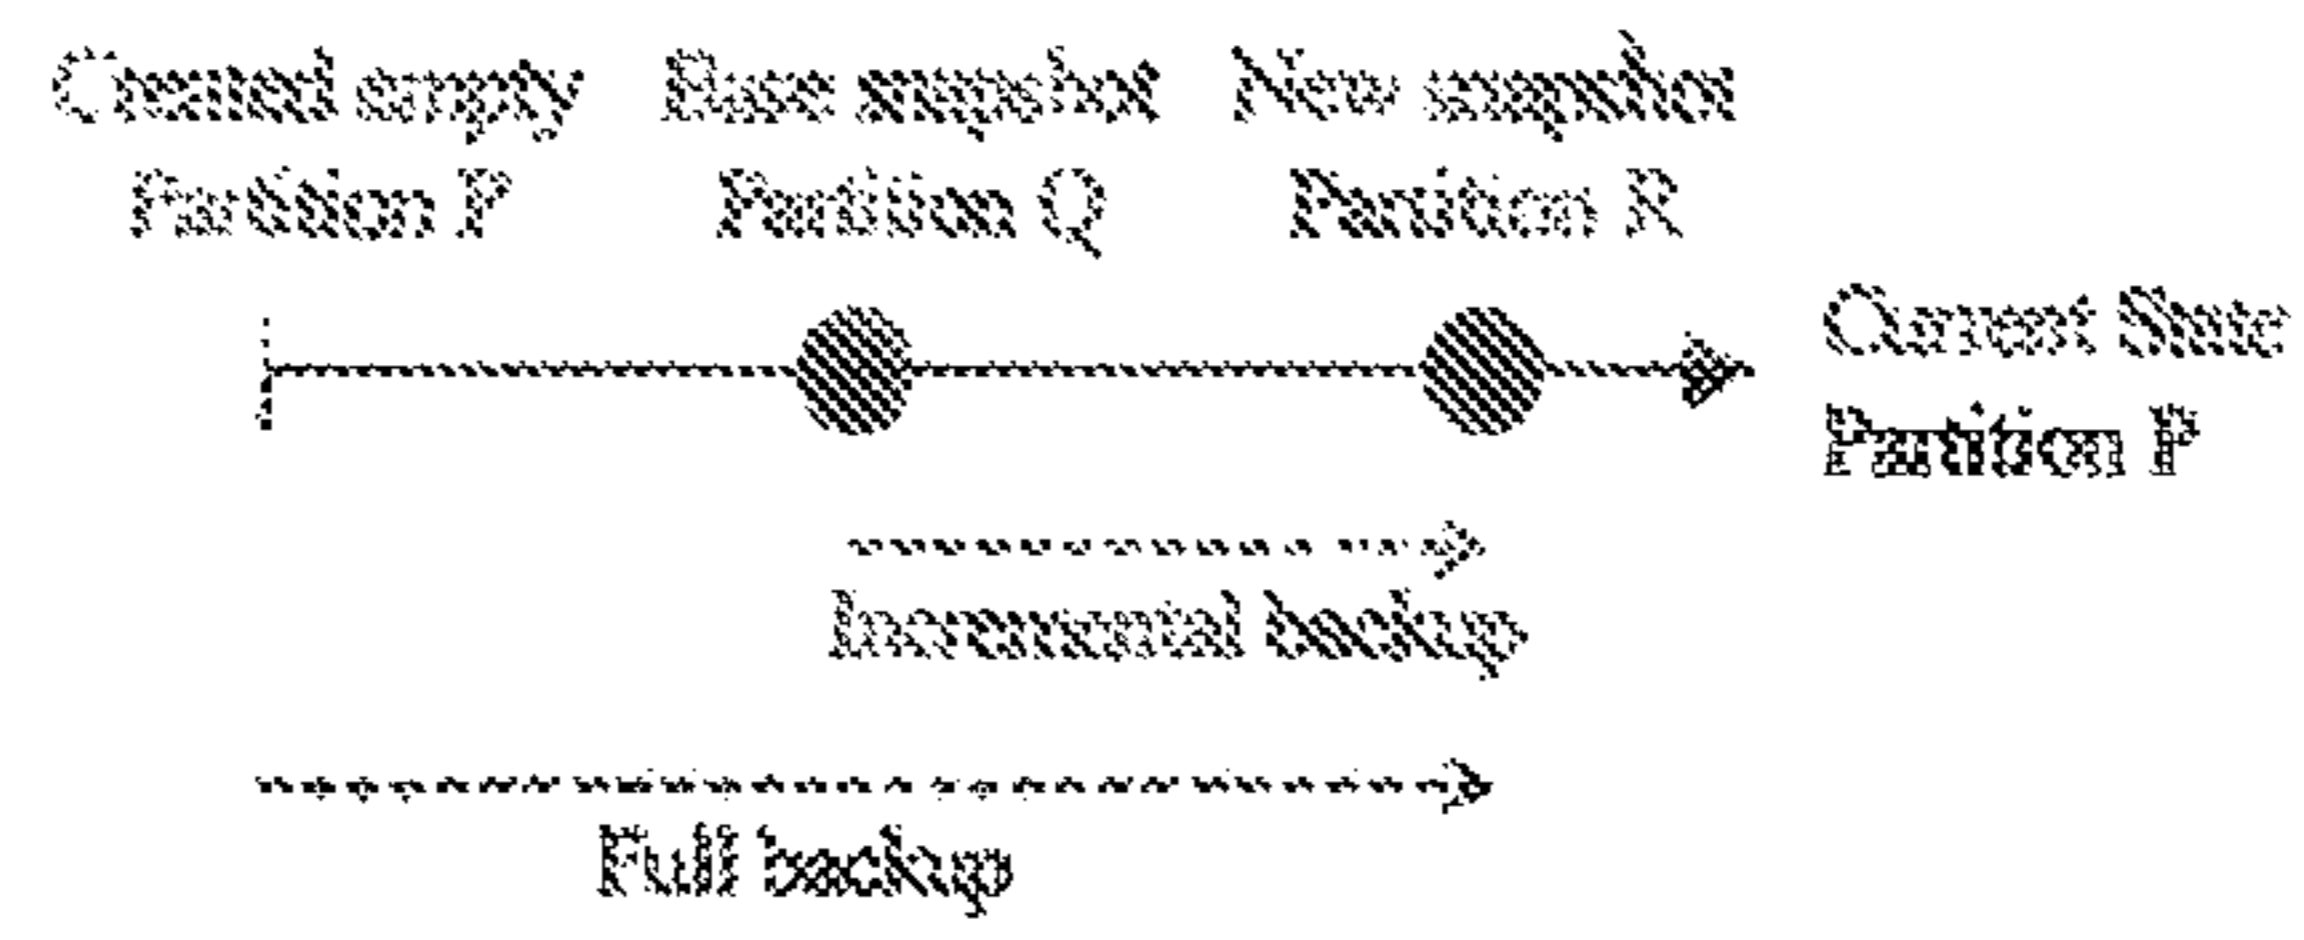 Created empty
Partition P
Base snapshot
Partition Q
New snapshot
Partition R
Current State
Partition P
Incremental backup
Full backup